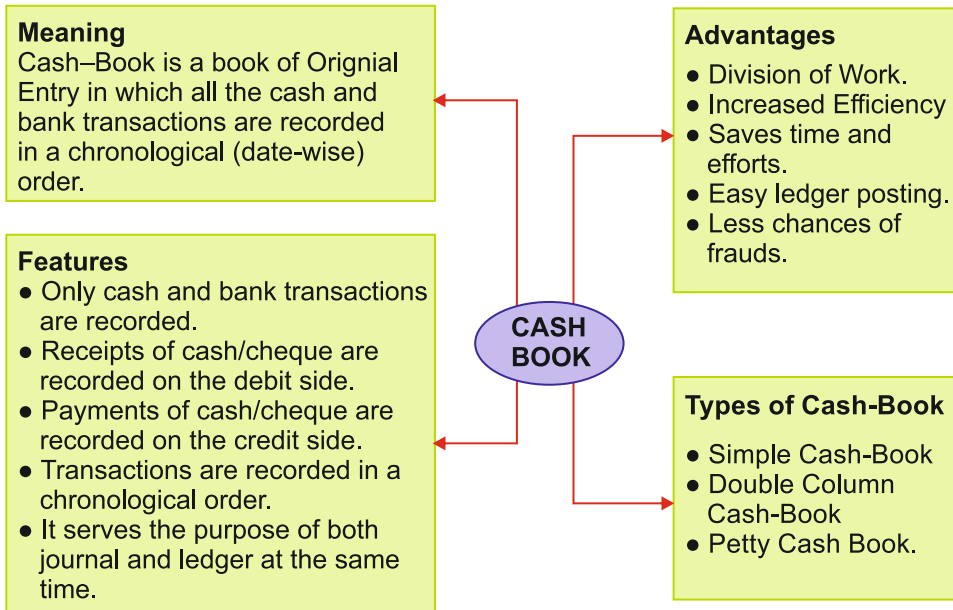 Meaning
Cash–Book is a book of Orignial
Entry in which all the cash and
bank transactions are recorded
in a chronological (date-wise)
order.
Features
● Only cash and bank transactions
are recorded.
● Receipts of cash/cheque are
recorded on the debit side.
● Payments of cash/cheque are
recorded on the credit side.
● Transactions are recorded in a
chronological order.
● It serves the purpose of both
journal and ledger at the same
time.
CASH
BOOK
Advantages
● Division of Work.
● Increased Efficiency
● Saves time and
efforts.
● Easy ledger posting.
● Less chances of
frauds.
Types of Cash-Book
● Simple Cash-Book
● Double Column
Cash-Book
● Petty Cash Book.